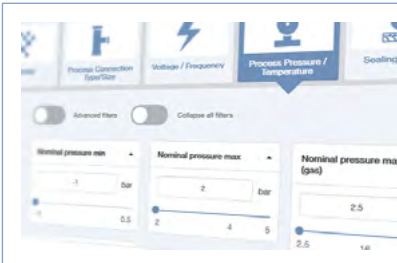 Process Connection
Type/Size
Voltage / Frequency
Process Pressure /
Temperature
Sealing
Advanced filters
Collapse all filters
Nominal pressure min
-1
bar
-1
0.5
Nominal pressure max
2
bar
2
4
5
Nominal pressure ma
(gas)
2.5
2.5
16